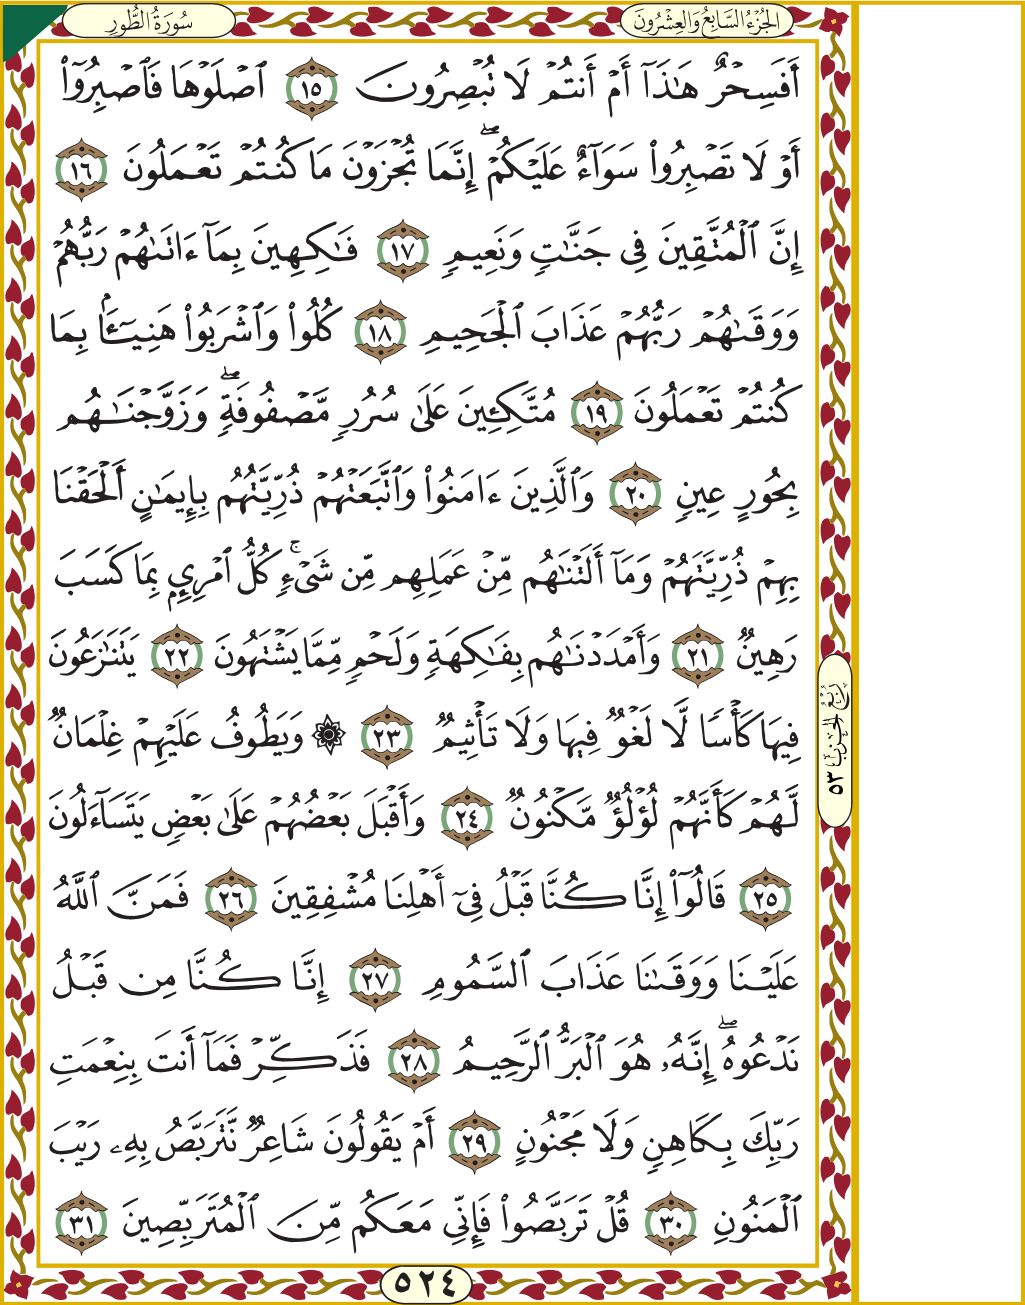 الجُزْءُ السَّابِعُ وَالعِشْرُونَ
سُورَةُ الطُّورِ
أَفَسِحْرٌ هَٰذَآ أَمْ أَنتُمْ لَا تُبْصِرُونَ ١٥ ٱصْلَوْهَا فَٱصْبِرُوٓا۟
أَوْ لَا تَصْبِرُوا۟ سَوَآءٌ عَلَيْكُمْ ۖ إِنَّمَا تُجْزَوْنَ مَا كُنتُمْ تَعْمَلُونَ ١٦
إِنَّ ٱلْمُتَّقِينَ فِى جَنَّٰتٍ وَنَعِيمٍ ١٧ فَٰكِهِينَ بِمَآ ءَاتَىٰهُمْ رَبُّهُمْ
وَوَقَىٰهُمْ رَبُّهُمْ عَذَابَ ٱلْجَحِيمِ ١٨ كُلُوا۟ وَٱشْرَبُوا۟ هَنِيٓـًٔۢا بِمَا
كُنتُمْ تَعْمَلُونَ ١٩ مُتَّكِـِٔينَ عَلَىٰ سُرُرٍ مَّصْفُوفَةٍ ۖ وَزَوَّجْنَٰهُم
بِحُورٍ عِينٍ ٢٠ وَٱلَّذِينَ ءَامَنُوا۟ وَٱتَّبَعَتْهُمْ ذُرِّيَّتُهُم بِإِيمَٰنٍ أَلْحَقْنَا
بِهِمْ ذُرِّيَّتَهُمْ وَمَآ أَلَتْنَٰهُم مِّنْ عَمَلِهِم مِّن شَىْءٍ ۚ كُلُّ ٱمْرِئٍۭ بِمَا كَسَبَ
رَهِينٌ ٢١ وَأَمْدَدْنَٰهُم بِفَٰكِهَةٍ وَلَحْمٍ مِّمَّا يَشْتَهُونَ ٢٢ يَتَنَٰزَعُونَ
فِيهَا كَأْسًا لَّا لَغْوٌ فِيهَا وَلَا تَأْثِيمٌ ٢٣ ۞ وَيَطُوفُ عَلَيْهِمْ غِلْمَانٌ
لَّهُمْ كَأَنَّهُمْ لُؤْلُؤٌ مَّكْنُونٌ ٢٤ وَأَقْبَلَ بَعْضُهُمْ عَلَىٰ بَعْضٍ يَتَسَآءَلُونَ
٢٥ قَالُوٓا۟ إِنَّا كُنَّا قَبْلُ فِىٓ أَهْلِنَا مُشْفِقِينَ ٢٦ فَمَنَّ ٱللَّهُ
عَلَيْنَا وَوَقَىٰنَا عَذَابَ ٱلسَّمُومِ ٢٧ إِنَّا كُنَّا مِن قَبْلُ
نَدْعُوهُ ۖ إِنَّهُۥ هُوَ ٱلْبَرُّ ٱلرَّحِيمُ ٢٨ فَذَكِّرْ فَمَآ أَنتَ بِنِعْمَتِ
رَبِّكَ بِكَاهِنٍ وَلَا مَجْنُونٍ ٢٩ أَمْ يَقُولُونَ شَاعِرٌ نَّتَرَبَّصُ بِهِۦ رَيْبَ
ٱلْمَنُونِ ٣٠ قُلْ تَرَبَّصُوا۟ فَإِنِّى مَعَكُم مِّنَ ٱلْمُتَرَبِّصِينَ ٣١
رُبْعُ الحِزْبِ ٥٣
٥٢٤